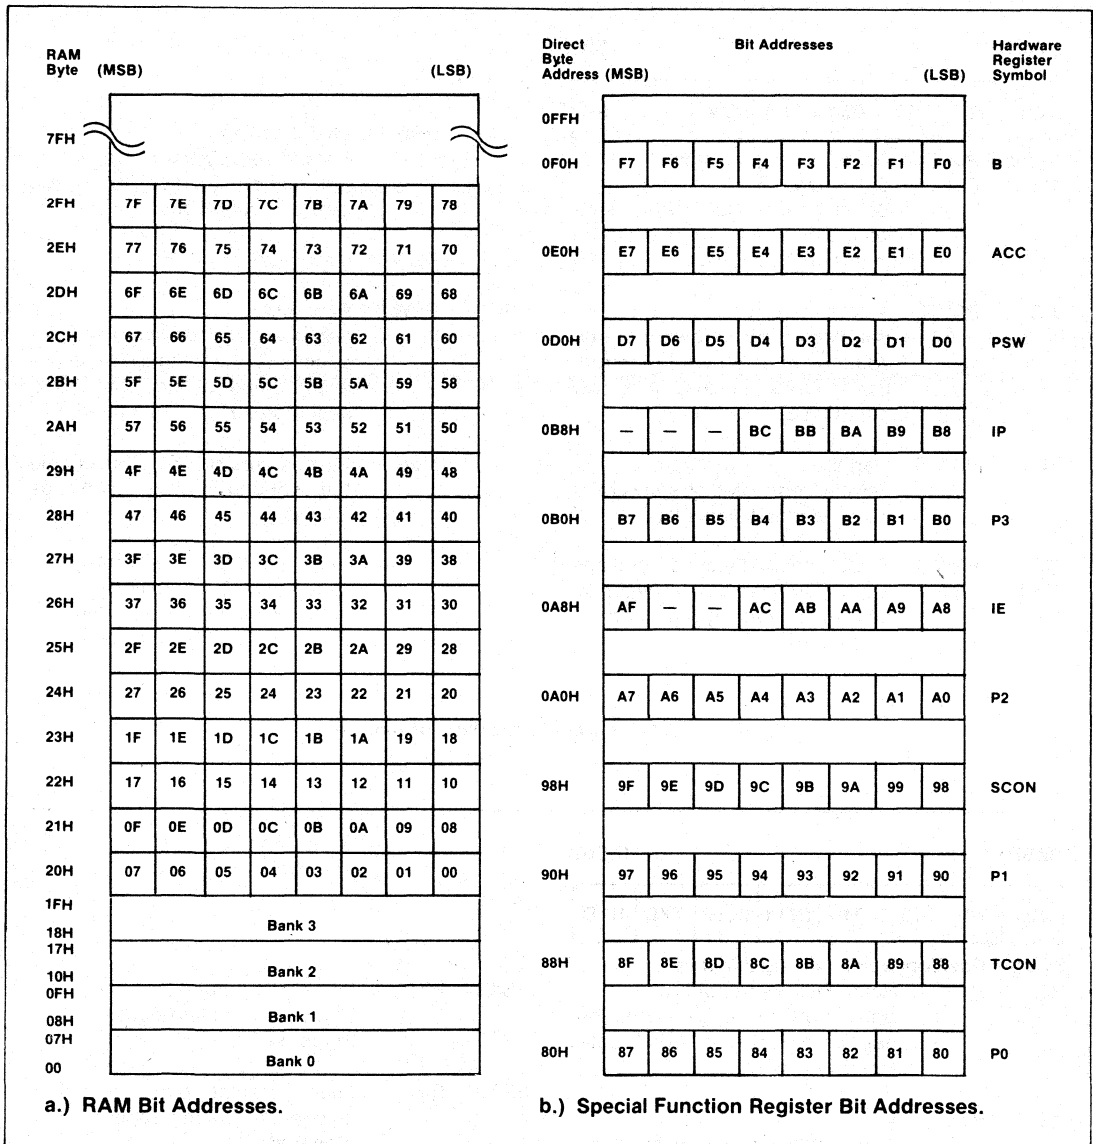 RAM
Byte (MSB) (LSB)
7FH
2FH 7F 7E 7D 7C 7B 7A 79 78
2EH 77 76 75 74 73 72 71 70
2DH 6F 6E 6D 6C 6B 6A 69 68
2CH 67 66 65 64 63 62 61 60
2BH 5F 5E 5D 5C 5B 5A 59 58
2AH 57 56 55 54 53 52 51 50
29H 4F 4E 4D 4C 4B 4A 49 48
28H 47 46 45 44 43 42 41 40
27H 3F 3E 3D 3C 3B 3A 39 38
26H 37 36 35 34 33 32 31 30
25H 2F 2E 2D 2C 2B 2A 29 28
24H 27 26 25 24 23 22 21 20
23H 1F 1E 1D 1C 1B 1A 19 18
22H 17 16 15 14 13 12 11 10
21H 0F 0E 0D 0C 0B 0A 09 08
20H 07 06 05 04 03 02 01 00
1FH
18H Bank 3
17H
10H Bank 2
0FH
08H Bank 1
07H
00 Bank 0
a.) RAM Bit Addresses.
Direct Bit Addresses Hardware
Byte Register
Address (MSB) (LSB) Symbol
0FFH
0F0H F7 F6 F5 F4 F3 F2 F1 F0 B
0E0H E7 E6 E5 E4 E3 E2 E1 E0 ACC
0D0H D7 D6 D5 D4 D3 D2 D1 D0 PSW
0B8H — — — BC BB BA B9 B8 IP
0B0H B7 B6 B5 B4 B3 B2 B1 B0 P3
0A8H AF — — AC AB AA A9 A8 IE
0A0H A7 A6 A5 A4 A3 A2 A1 A0 P2
98H 9F 9E 9D 9C 9B 9A 99 98 SCON
90H 97 96 95 94 93 92 91 90 P1
88H 8F 8E 8D 8C 8B 8A 89 88 TCON
80H 87 86 85 84 83 82 81 80 P0
b.) Special Function Register Bit Addresses.